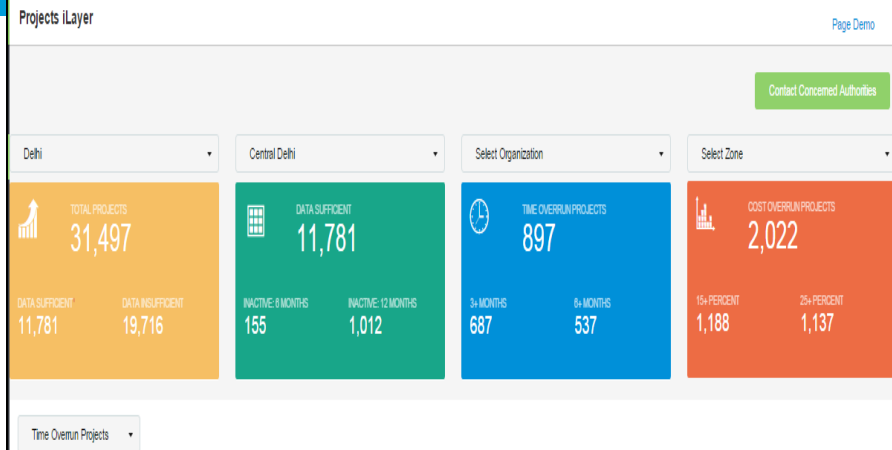 Projects iLayer
Page Demo
Contact Concerned Authorities
Delhi
Central Delhi
Select Organization
Select Zone
TOTAL PROJECTS
31,497
DATA SUFFICIENT*
DATA INSUFFICIENT
11,781
19,716
DATA SUFFICIENT
11,781
INACTIVE: 6 MONTHS
INACTIVE: 12 MONTHS
155
1,012
TIME OVERRUN PROJECTS
897
3+ MONTHS
6+ MONTHS
687
537
COST OVERRUN PROJECTS
2,022
15+ PERCENT
25+ PERCENT
1,188
1,137
Time Overrun Projects